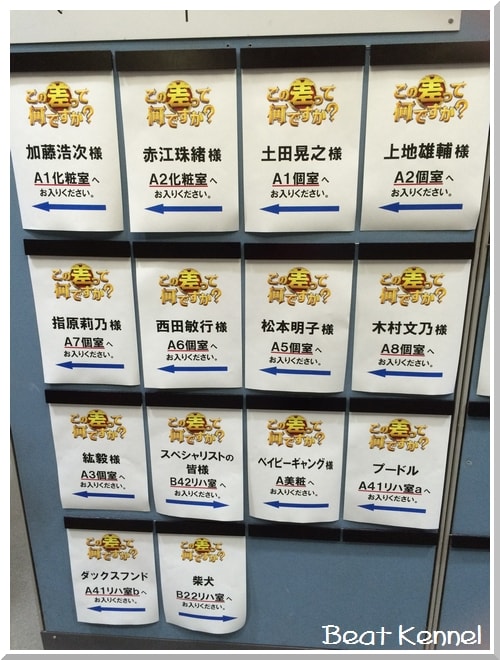 この差って
何ですか?
加藤浩次様
A1化粧室へ
お入りください。
この差って
何ですか?
赤江珠緒様
A2化粧室へ
お入りください。
この差って
何ですか?
土田晃之様
A1個室へ
お入りください。
この差って
何ですか?
上地雄輔様
A2個室へ
お入りください。
この差って
何ですか?
指原莉乃様
A7個室へ
お入りください。
この差って
何ですか?
西田敏行様
A6個室へ
お入りください。
この差って
何ですか?
松本明子様
A5個室へ
お入りください。
この差って
何ですか?
木村文乃様
A8個室へ
お入りください。
この差って
何ですか?
紘毅様
A3個室へ
お入りください。
この差って
何ですか?
スペシャリストの
皆様
B42リハ室へ
お入りください。
この差って
何ですか?
ベイビーギャング様
A美粧へ
お入りください。
この差って
何ですか?
プードル
A41リハ室aへ
お入りください。
この差って
何ですか?
ダックスフンド
A41リハ室bへ
お入りください。
この差って
何ですか?
柴犬
B22リハ室へ
お入りください。
Beat Kennel